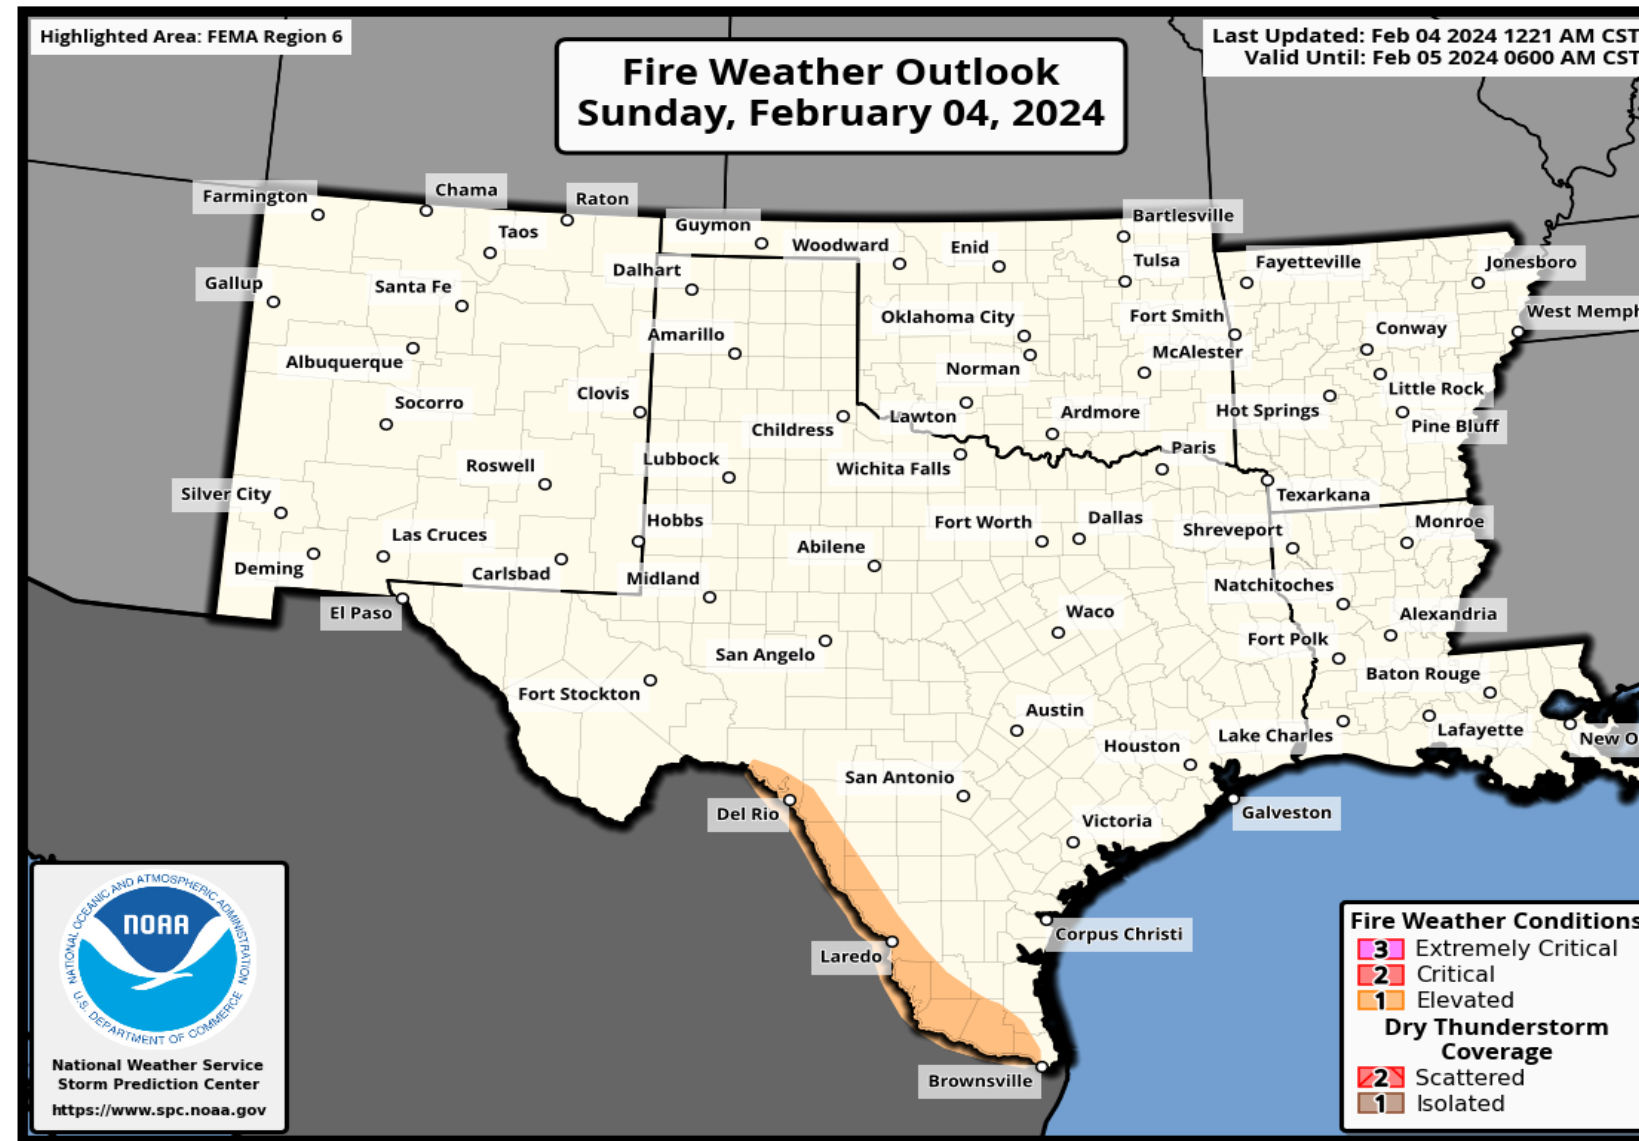 Highlighted Area: FEMA Region 6
Fire Weather Outlook
Sunday, February 04, 2024
Last Updated: Feb 04 2024 1221 AM CST
Valid Until: Feb 05 2024 0600 AM CST
Farmington
Chama
Raton
Taos
Guymon
Woodward
Enid
Bartlesville
Tulsa
Fayetteville
Jonesboro
Gallup
Santa Fe
Dalhart
Oklahoma City
Fort Smith
West Memph
Albuquerque
Amarillo
Norman
McAlester
Conway
Socorro
Clovis
Childress
Lawton
Ardmore
Hot Springs
Little Rock
Pine Bluff
Roswell
Lubbock
Wichita Falls
Paris
Texarkana
Silver City
Las Cruces
Hobbs
Abilene
Fort Worth
Dallas
Shreveport
Monroe
Deming
Carlsbad
Midland
Natchitoches
El Paso
Waco
Alexandria
San Angelo
Fort Polk
Fort Stockton
Baton Rouge
Austin
Houston
Lake Charles
Lafayette
New O
San Antonio
Del Rio
Victoria
Galveston
Laredo
Corpus Christi
Brownsville
NATIONAL OCEANIC AND ATMOSPHERIC ADMINISTRATION
NOAA
U.S. DEPARTMENT OF COMMERCE
National Weather Service
Storm Prediction Center
https://www.spc.noaa.gov
Fire Weather Conditions
3 Extremely Critical
2 Critical
1 Elevated
Dry Thunderstorm
Coverage
2 Scattered
1 Isolated